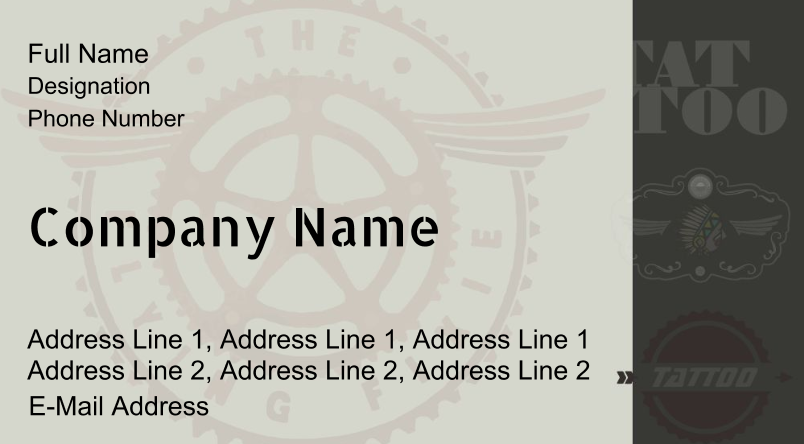 THE
Full Name
Designation
Phone Number
TAT
TOO
Company Name
Address Line 1, Address Line 1, Address Line 1
Address Line 2, Address Line 2, Address Line 2
TATTOO
E-Mail Address